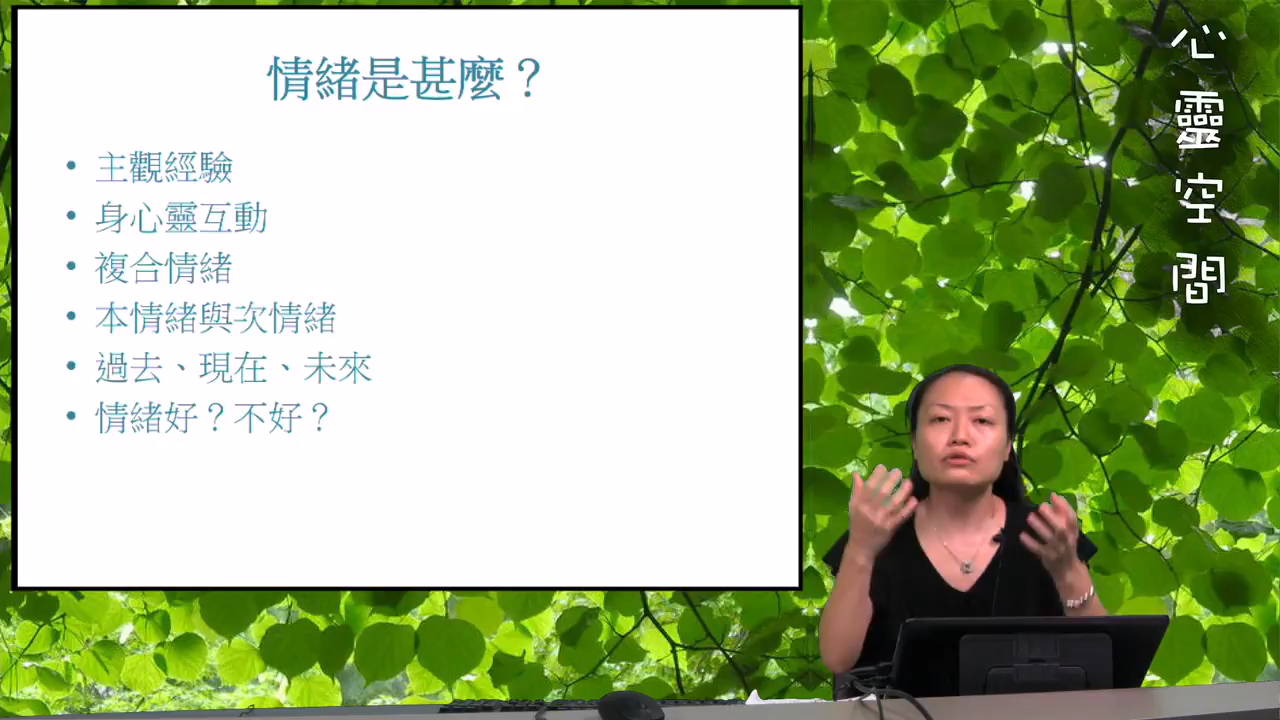 情緒是甚麼？
• 主觀經驗
• 身心靈互動
• 複合情緒
• 本情緒與次情緒
• 過去、現在、未來
• 情緒好？不好？
心靈空間